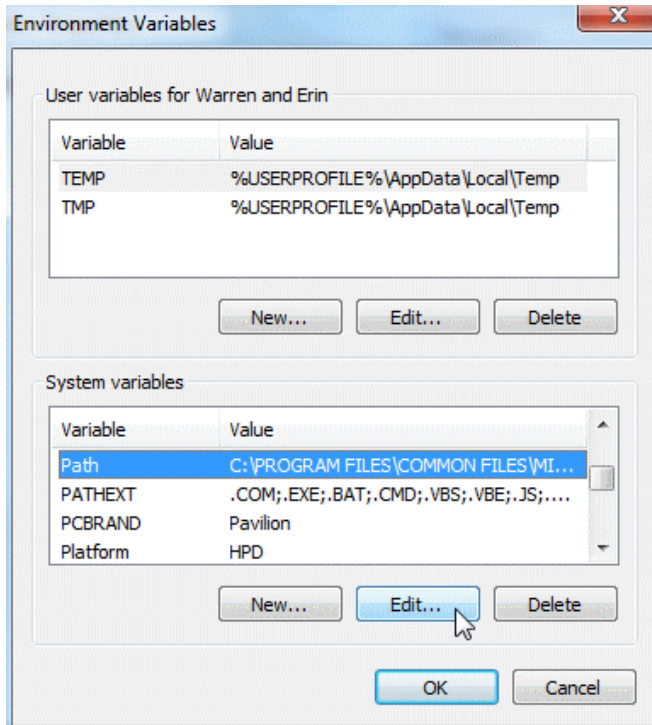 Environment Variables
User variables for Warren and Erin
Variable Value
TEMP %USERPROFILE%\AppData\Local\Temp
TMP %USERPROFILE%\AppData\Local\Temp
New... Edit... Delete
System variables
Variable Value
Path C:\PROGRAM FILES\COMMON FILES\MI...
PATHEXT .COM;.EXE;.BAT;.CMD;.VBS;.VBE;.JS;....
PCBRAND Pavilion
Platform HPD
New... Edit... Delete
OK Cancel